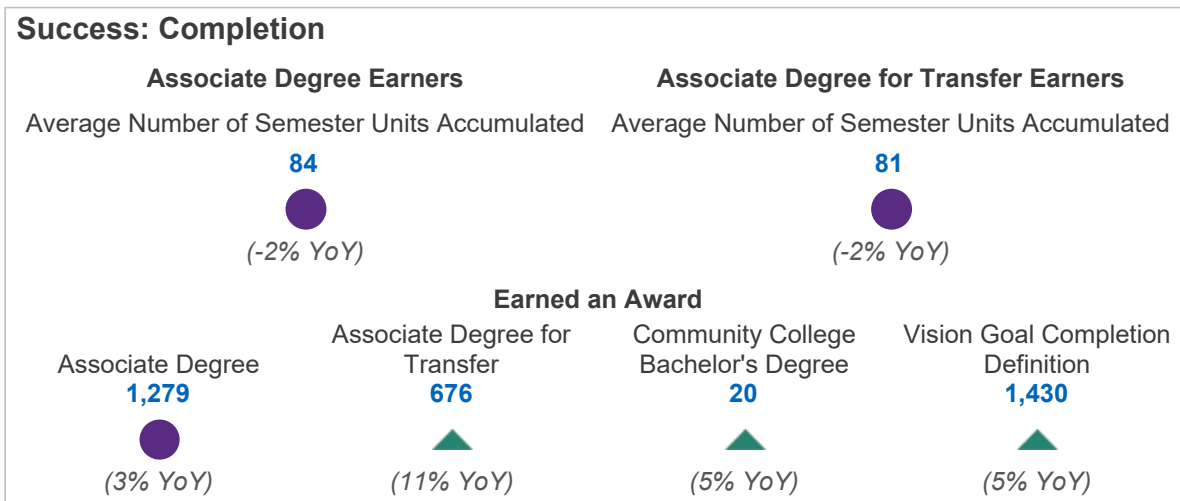 Success: Completion
Associate Degree Earners
Average Number of Semester Units Accumulated
84
(-2% YoY)
Associate Degree for Transfer Earners
Average Number of Semester Units Accumulated
81
(-2% YoY)
Earned an Award
Associate Degree
1,279
(3% YoY)
Associate Degree for
Transfer
676
(11% YoY)
Community College
Bachelor's Degree
20
(5% YoY)
Vision Goal Completion
Definition
1,430
(5% YoY)